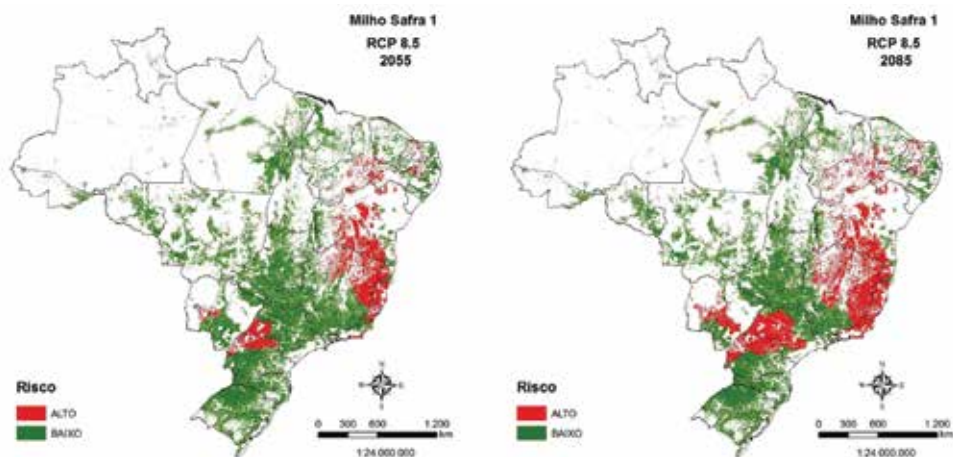 Milho Safra 1
RCP 8.5
2055
Risco
ALTO
BAIXO
N
S
0 300 600 1.200
km
1:24.000.000
Milho Safra 1
RCP 8.5
2085
Risco
ALTO
BAIXO
N
S
0 300 600 1.200
km
1:24.000.000